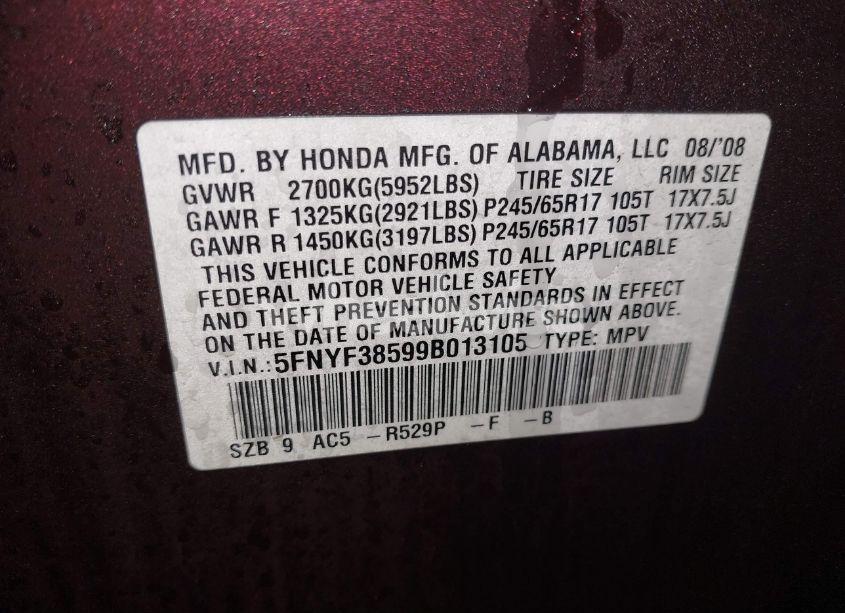 MFD. BY HONDA MFG. OF ALABAMA, LLC 08/'08
GVWR 2700KG(5952LBS) TIRE SIZE RIM SIZE
GAWR F 1325KG(2921LBS) P245/65R17 105T 17X7.5J
GAWR R 1450KG(3197LBS) P245/65R17 105T 17X7.5J
THIS VEHICLE CONFORMS TO ALL APPLICABLE
FEDERAL MOTOR VEHICLE SAFETY
AND THEFT PREVENTION STANDARDS IN EFFECT
ON THE DATE OF MANUFACTURE SHOWN ABOVE.
V.I.N.:5FNYF38599B013105 TYPE: MPV
SZB 9 AC5 -R529P -F -B